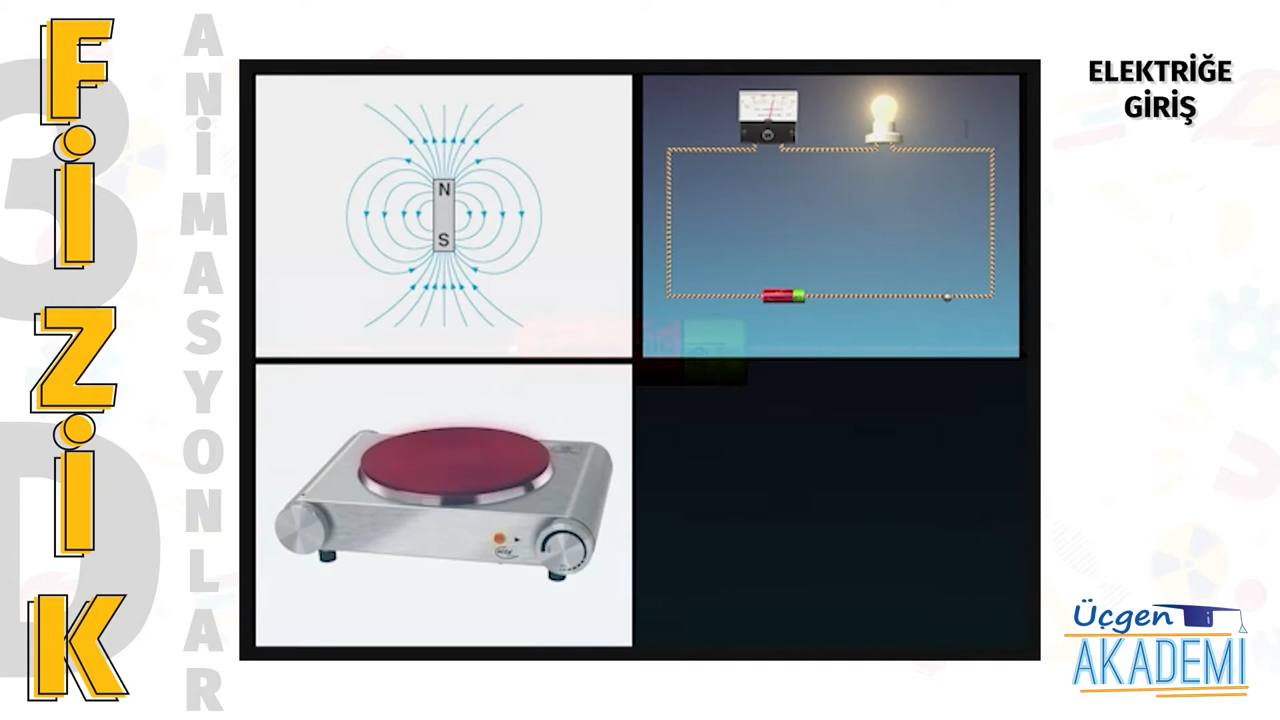 FİZİK
3D
ANİMASYONLAR
N
S
ELEKTRİĞE
GİRİŞ
Üçgen
AKADEMİ